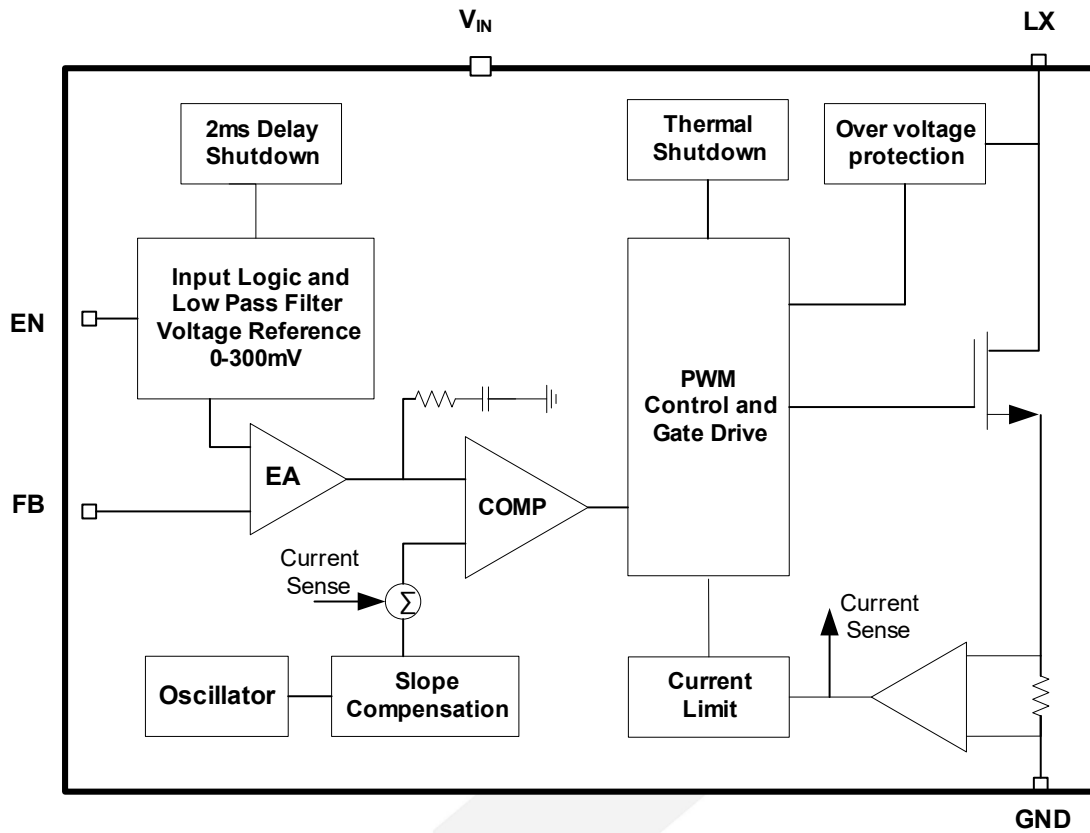 V_IN
LX
2ms Delay
Shutdown
Thermal
Shutdown
Over voltage
protection
Input Logic and
Low Pass Filter
Voltage Reference
0-300mV
EN
PWM
Control and
Gate Drive
EA
COMP
FB
Current
Sense
Σ
Current
Sense
Oscillator
Slope
Compensation
Current
Limit
GND